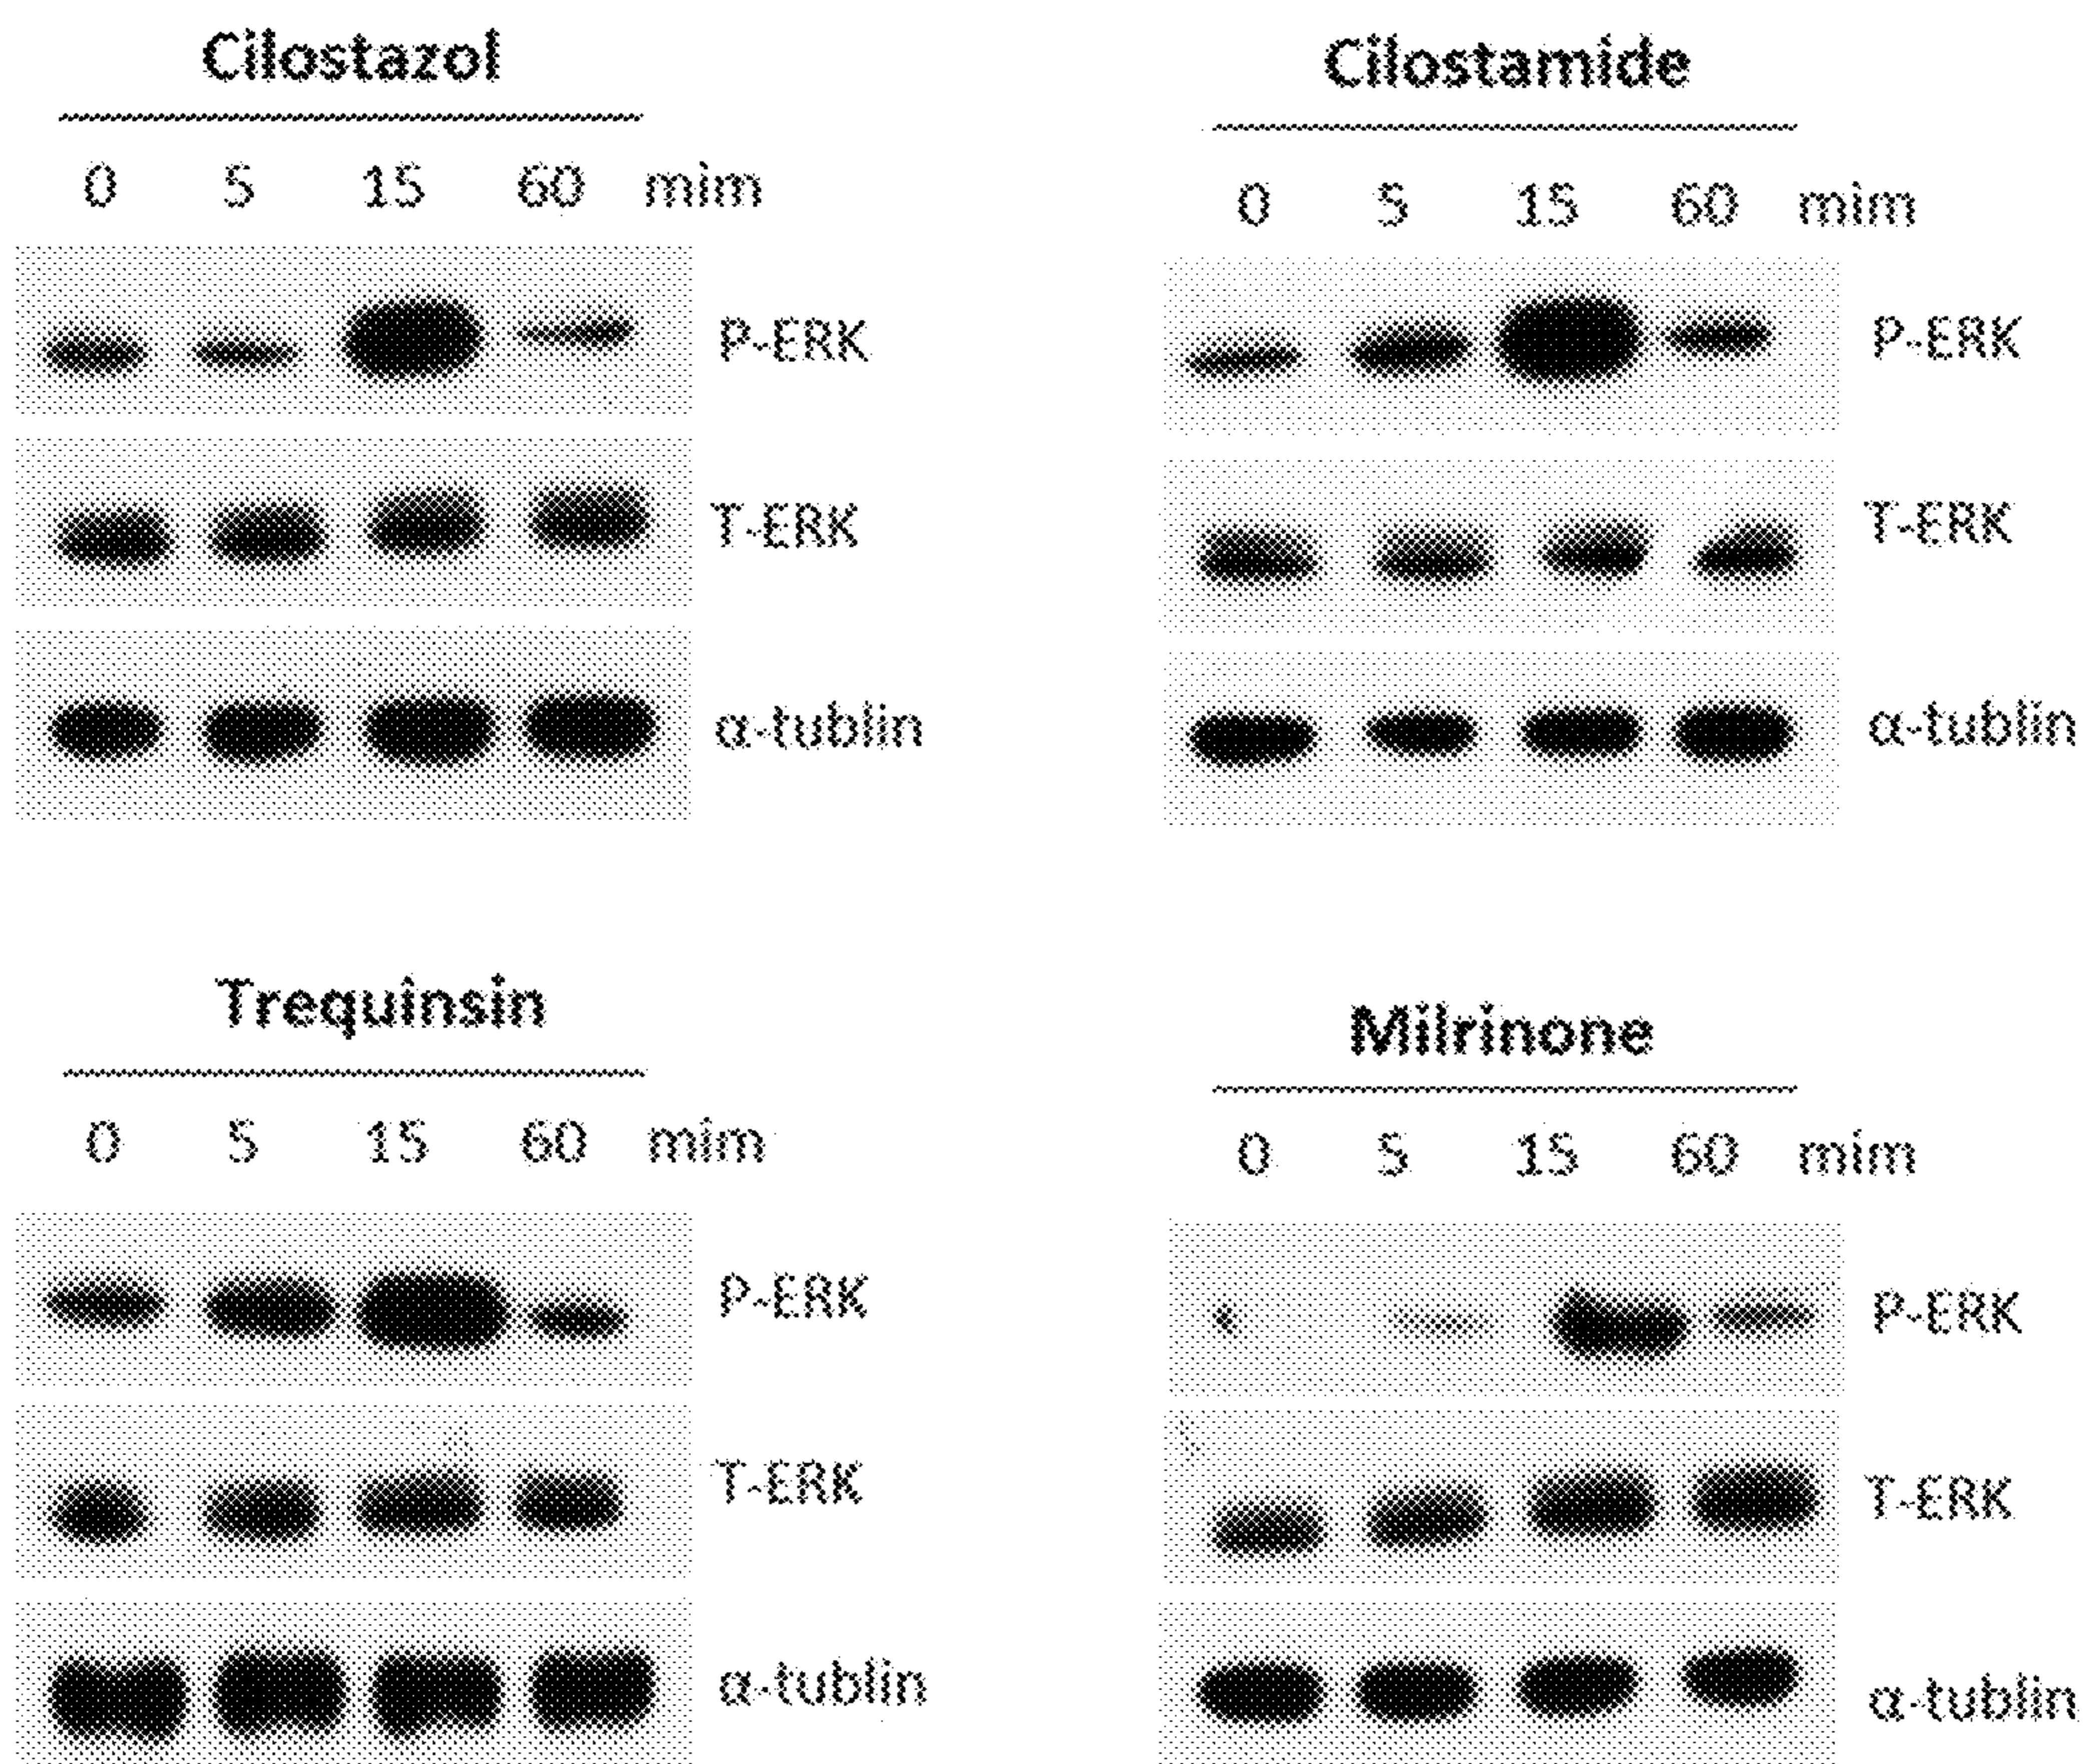 Cilostazol
0 5 15 60 mim
P-ERK
T-ERK
α-tublin
Cilostamide
0 5 15 60 mim
P-ERK
T-ERK
α-tublin
Trequinsin
0 5 15 60 mim
P-ERK
T-ERK
α-tublin
Milrinone
0 5 15 60 mim
P-ERK
T-ERK
α-tublin